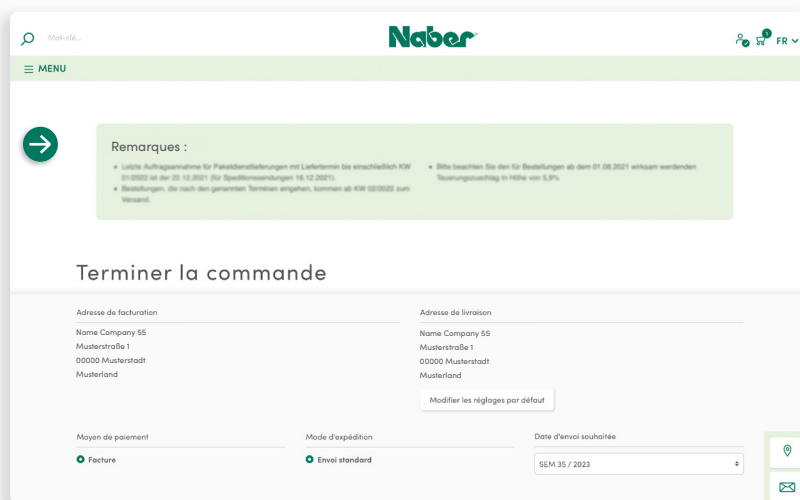 Mot-clé...
Naber
1
FR
MENU
Remarques :
Letzte Auftragsannahme für Paketdienstlieferungen mit Liefertermin bis einschließlich KW
01/2022 ist der 22.12.2021 (für Speditionssendungen 16.12.2021).
Bestellungen, die nach den genannten Terminen eingehen, kommen ab KW 02/2022 zum
Versand.
Bitte beachten Sie den für Bestellungen ab dem 01.08.2021 wirksam werdenden
Teuerungszuschlag in Höhe von 5,9%
Terminer la commande
Adresse de facturation
Name Company 55
Musterstraße 1
00000 Musterstadt
Musterland
Adresse de livraison
Name Company 55
Musterstraße 1
00000 Musterstadt
Musterland
Modifier les réglages par défaut
Moyen de paiement
Facture
Mode d'expédition
Envoi standard
Date d'envoi souhaitée
SEM 35 / 2023